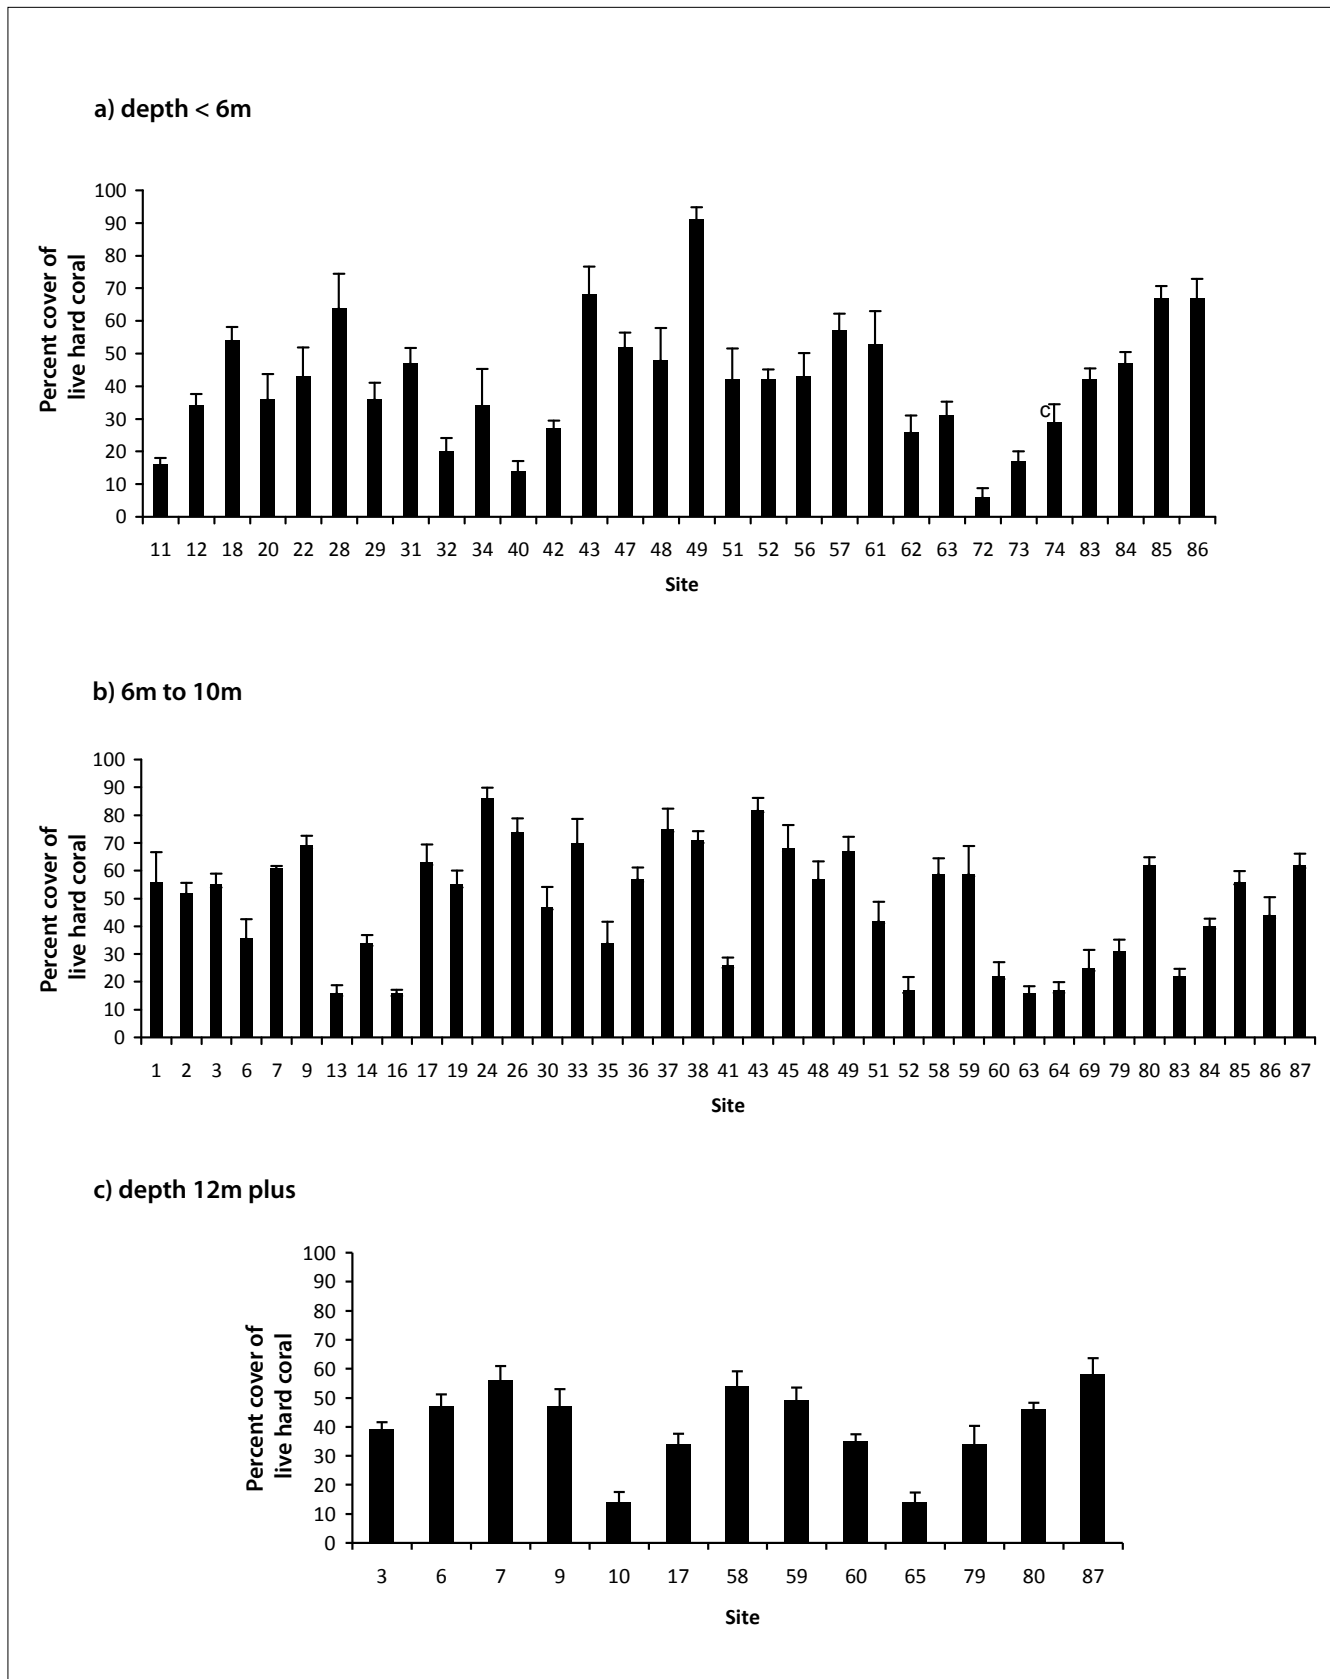 a) depth < 6m
100
90
80
70
60
50
40
30
20
10
0
Percent cover of
live hard coral
c
11 12 18 20 22 28 29 31 32 34 40 42 43 47 48 49 51 52 56 57 61 62 63 72 73 74 83 84 85 86
Site
b) 6m to 10m
100
90
80
70
60
50
40
30
20
10
0
Percent cover of
live hard coral
1 2 3 6 7 9 13 14 16 17 19 24 26 30 33 35 36 37 38 41 43 45 48 49 51 52 58 59 60 63 64 69 79 80 83 84 85 86 87
Site
c) depth 12m plus
100
90
80
70
60
50
40
30
20
10
0
Percent cover of
live hard coral
3 6 7 9 10 17 58 59 60 65 79 80 87
Site